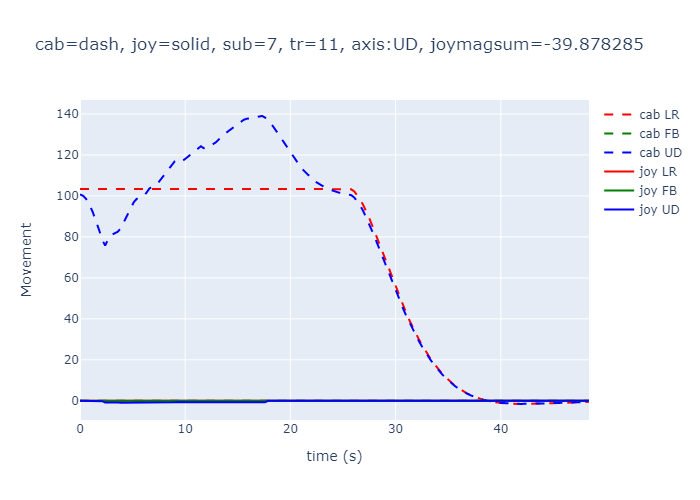 cab=dash, joy=solid, sub=7, tr=11, axis:UD, joymagsum=-39.878285
140
120
100
80
60
40
20
0
Movement
0
10
20
30
40
time (s)
cab LR
cab FB
cab UD
joy LR
joy FB
joy UD